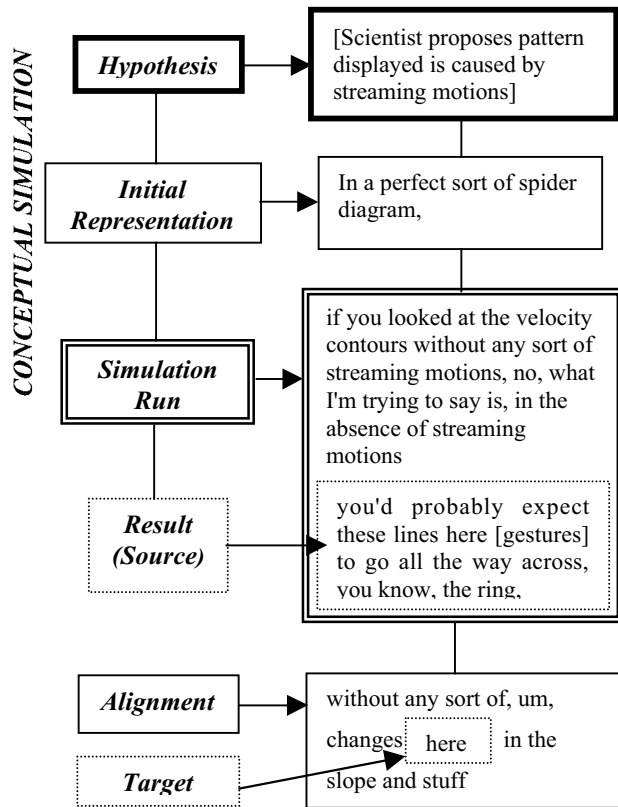 CONCEPTUAL SIMULATION
Hypothesis
[Scientist proposes pattern
displayed is caused by
streaming motions]
Initial
Representation
In a perfect sort of spider
diagram,
Simulation
Run
if you looked at the velocity
contours without any sort of
streaming motions, no, what
I'm trying to say is, in the
absence of streaming
motions
Result
(Source)
you'd probably expect
these lines here [gestures]
to go all the way across,
you know, the ring,
Alignment
without any sort of, um,
changes here in the
slope and stuff
Target